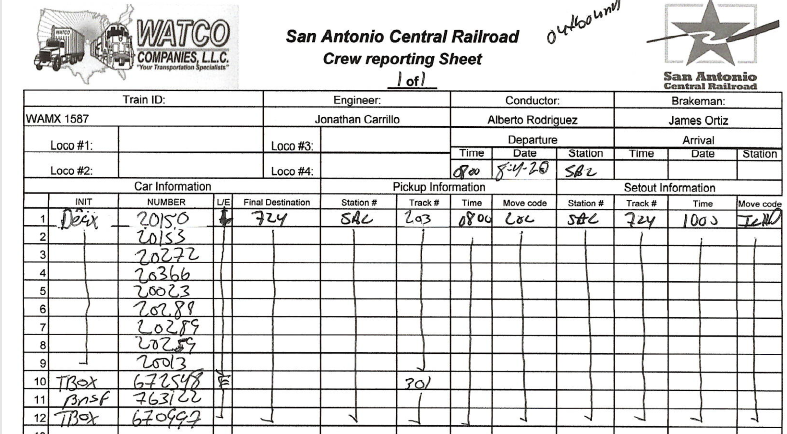 WATCO
COMPANIES, L.L.C.
"Your Transportation Specialists"
San Antonio Central Railroad
Crew reporting Sheet
1 of 1
outbound
San Antonio
Central Railroad
Train ID: Engineer: Conductor: Brakeman:
WAMX 1587 Jonathan Carrillo Alberto Rodriguez James Ortiz
Loco #1: Loco #3: Departure Arrival
Time Date Station Time Date Station
Loco #2: Loco #4: 0800 8-4-20 SAC
Car Information Pickup Information Setout Information
INIT NUMBER L/E Final Destination Station # Track # Time Move code Station # Track # Time Move code
1 20150 724 SAC 203 0800 SAC 724 1000
2 20153
3 20272
4 20366
5 20023
6 20288
7 20289
8 20259
9 20013
10 TBOX 672548 E 301
11 Bnsf 763122
12 TBOX 670997